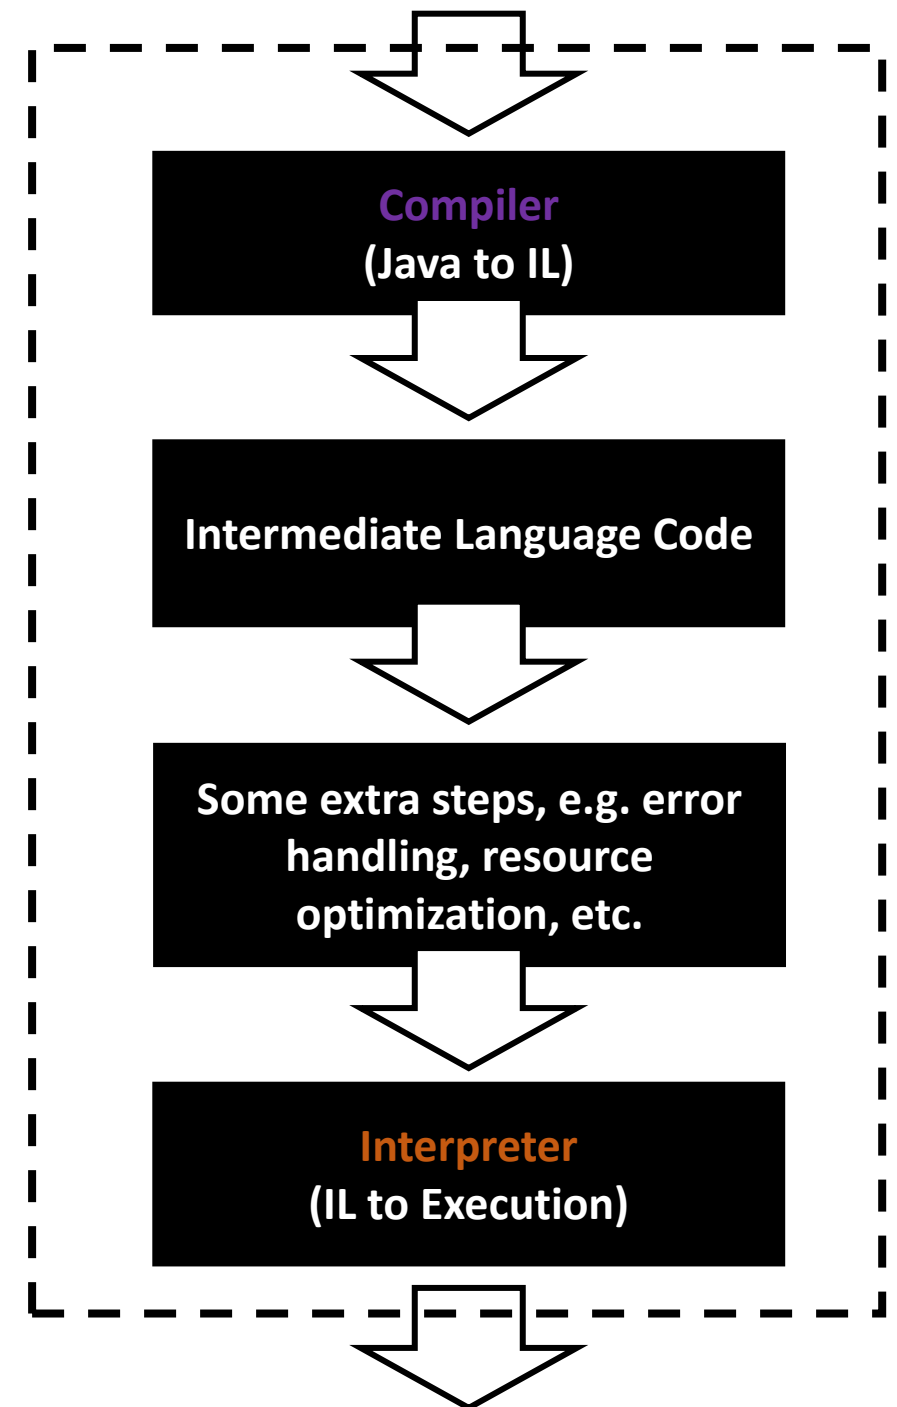 Compiler
(Java to IL)
Intermediate Language Code
Some extra steps, e.g. error
handling, resource
optimization, etc.
Interpreter
(IL to Execution)